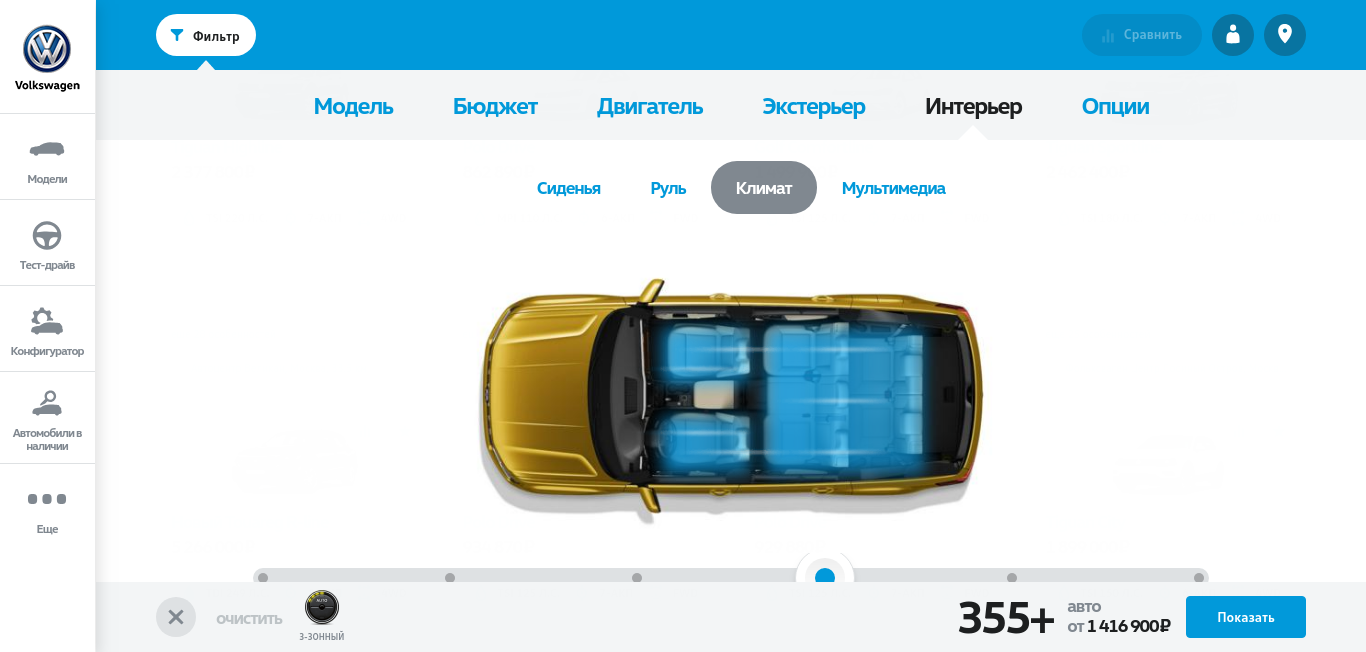 Volkswagen
Модели
Тест-драйв
Конфигуратор
Автомобили в
наличии
Еще
Фильтр
Сравнить
Модель Бюджет Двигатель Экстерьер Интерьер Опции
Сиденья Руль Климат Мультимедиа
ОЧИСТИТЬ
AUTO
3-ЗОННЫЙ
355+
авто
от 1 416 900₽
Показать